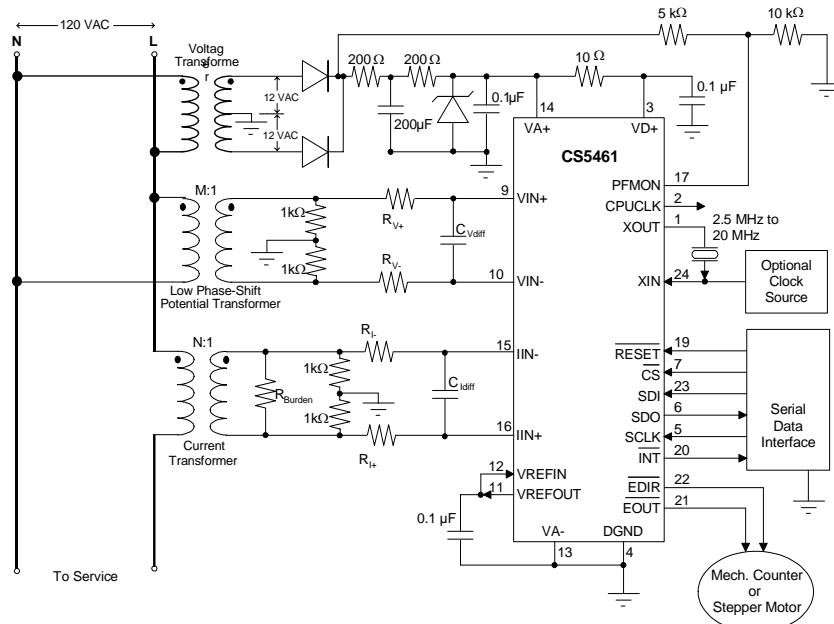 120 VAC
N
L
Voltag
Transforme
er
12 VAC
12 VAC
200Ω
200Ω
200µF
0.1µF
10Ω
5 kΩ
10 kΩ
0.1 µF
14
VA+
3
VD+
CS5461
PFMON
17
CPUCLK
2
XOUT
1
2.5 MHz to
20 MHz
XIN
24
Optional
Clock
Source
M:1
1kΩ
1kΩ
RV+
RV-
CVdiff
9
VIN+
10
VIN-
Low Phase-Shift
Potential Transformer
N:1
Current
Transformer
RBurden
1kΩ
1kΩ
RI-
RI+
CIdiff
15
IIN-
16
IIN+
12
VREFIN
11
VREFOUT
0.1 µF
VA-
13
DGND
4
RESET
19
CS
7
SDI
23
SDO
6
SCLK
5
INT
20
EDIR
22
EOUT
21
Serial
Data
Interface
Mech. Counter
or
Stepper Motor
To Service